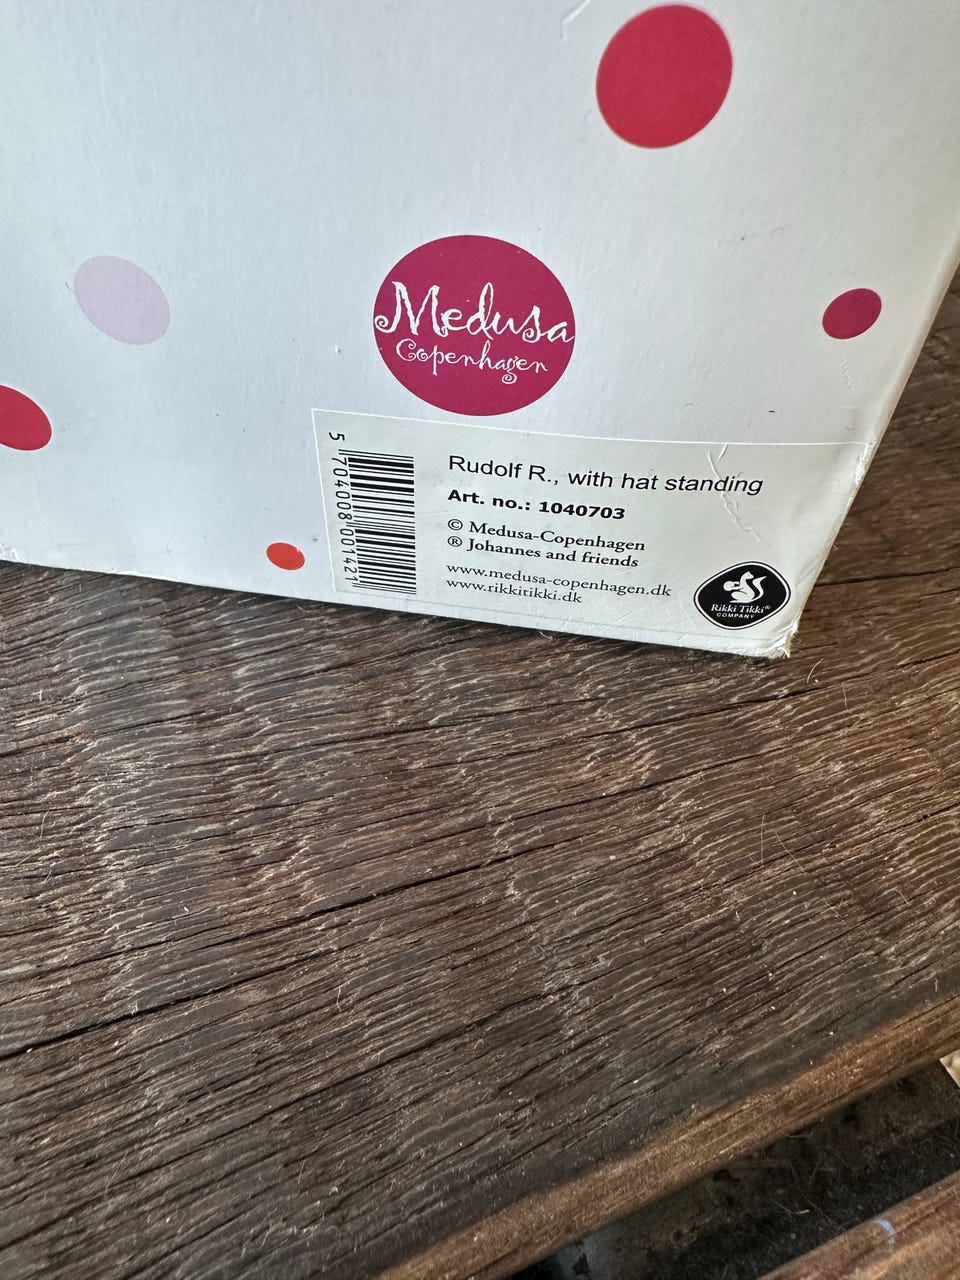 Medusa
Copenhagen
5 704008 001421
Rudolf R., with hat standing
Art. no.: 1040703
© Medusa-Copenhagen
® Johannes and friends
www.medusa-copenhagen.dk
www.rikkitikki.dk
Rikki Tikki®
COMPANY